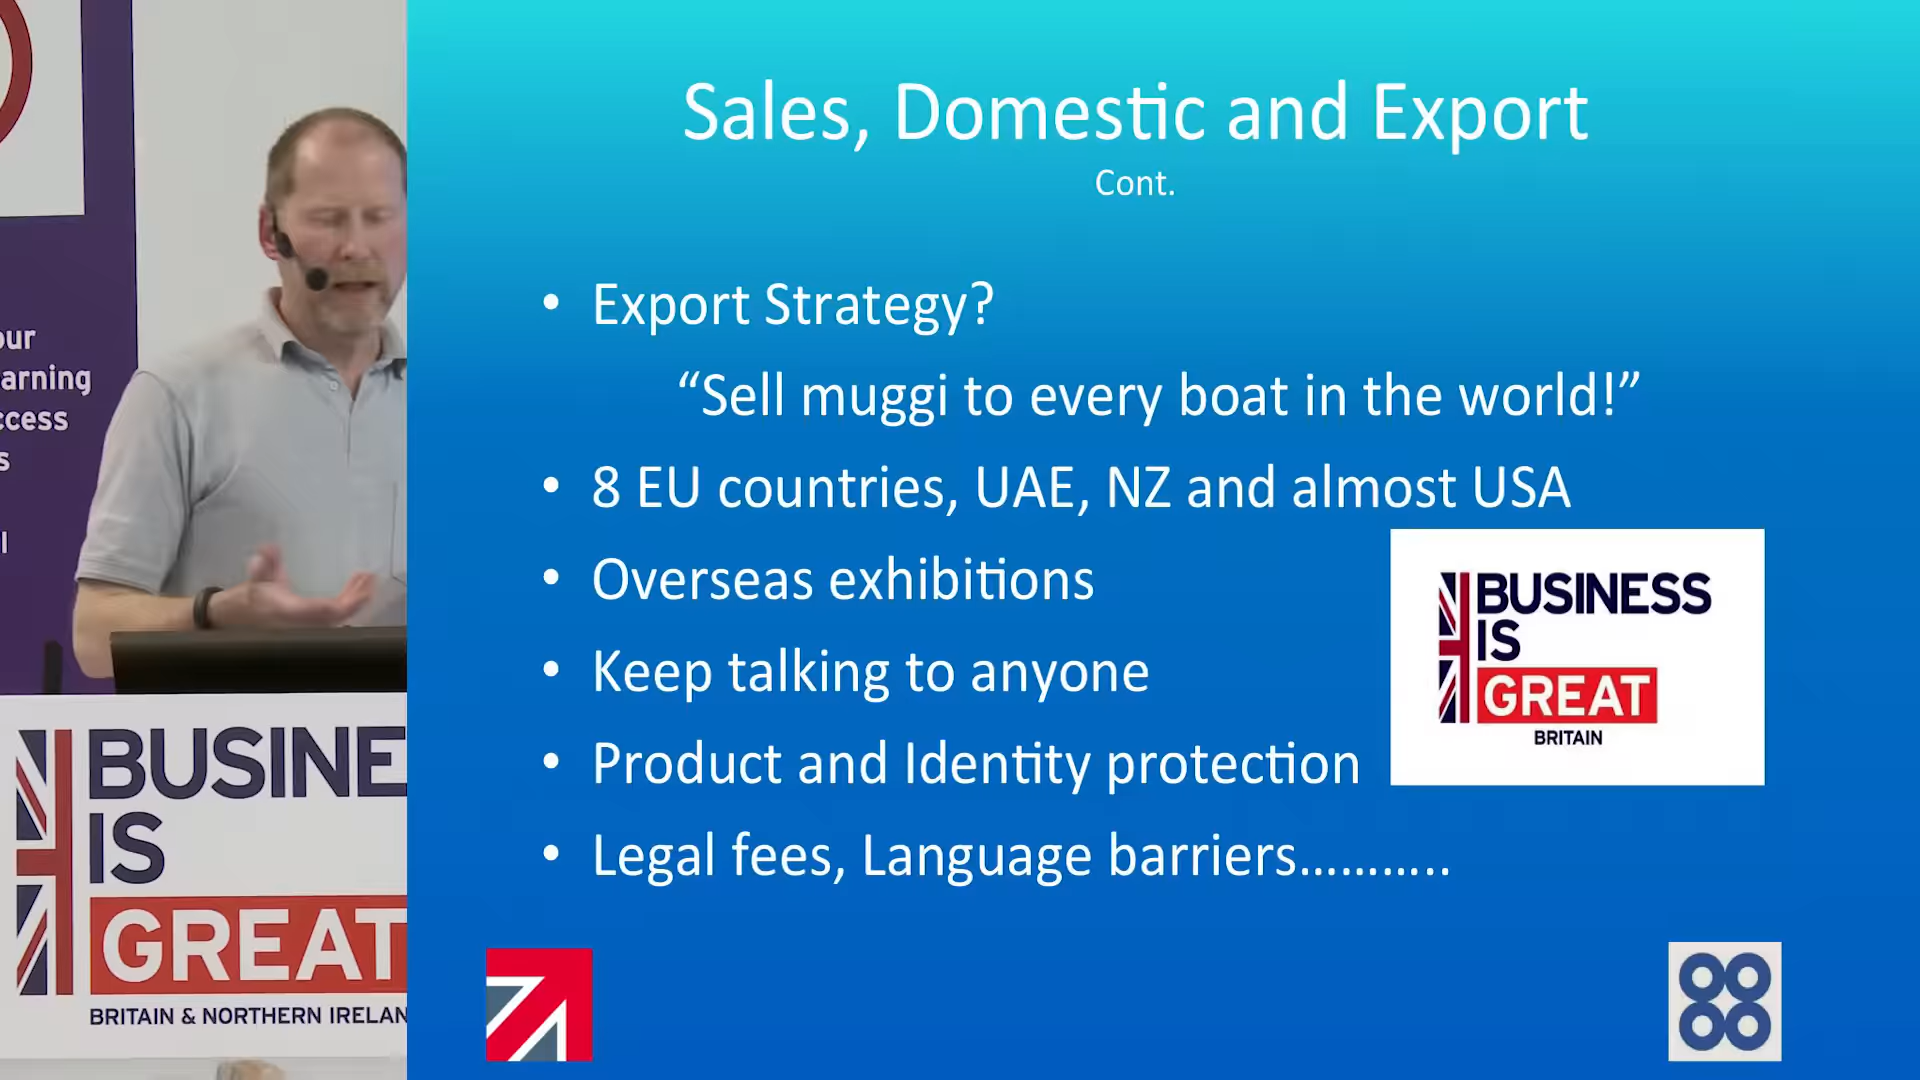 our
arning
ccess
s
l
BUSINE
IS
GREAT
BRITAIN & NORTHERN IRELAN
Sales, Domestic and Export
Cont.
• Export Strategy?
“Sell muggi to every boat in the world!”
• 8 EU countries, UAE, NZ and almost USA
• Overseas exhibitions
• Keep talking to anyone
• Product and Identity protection
• Legal fees, Language barriers………..
BUSINESS
IS
GREAT
BRITAIN